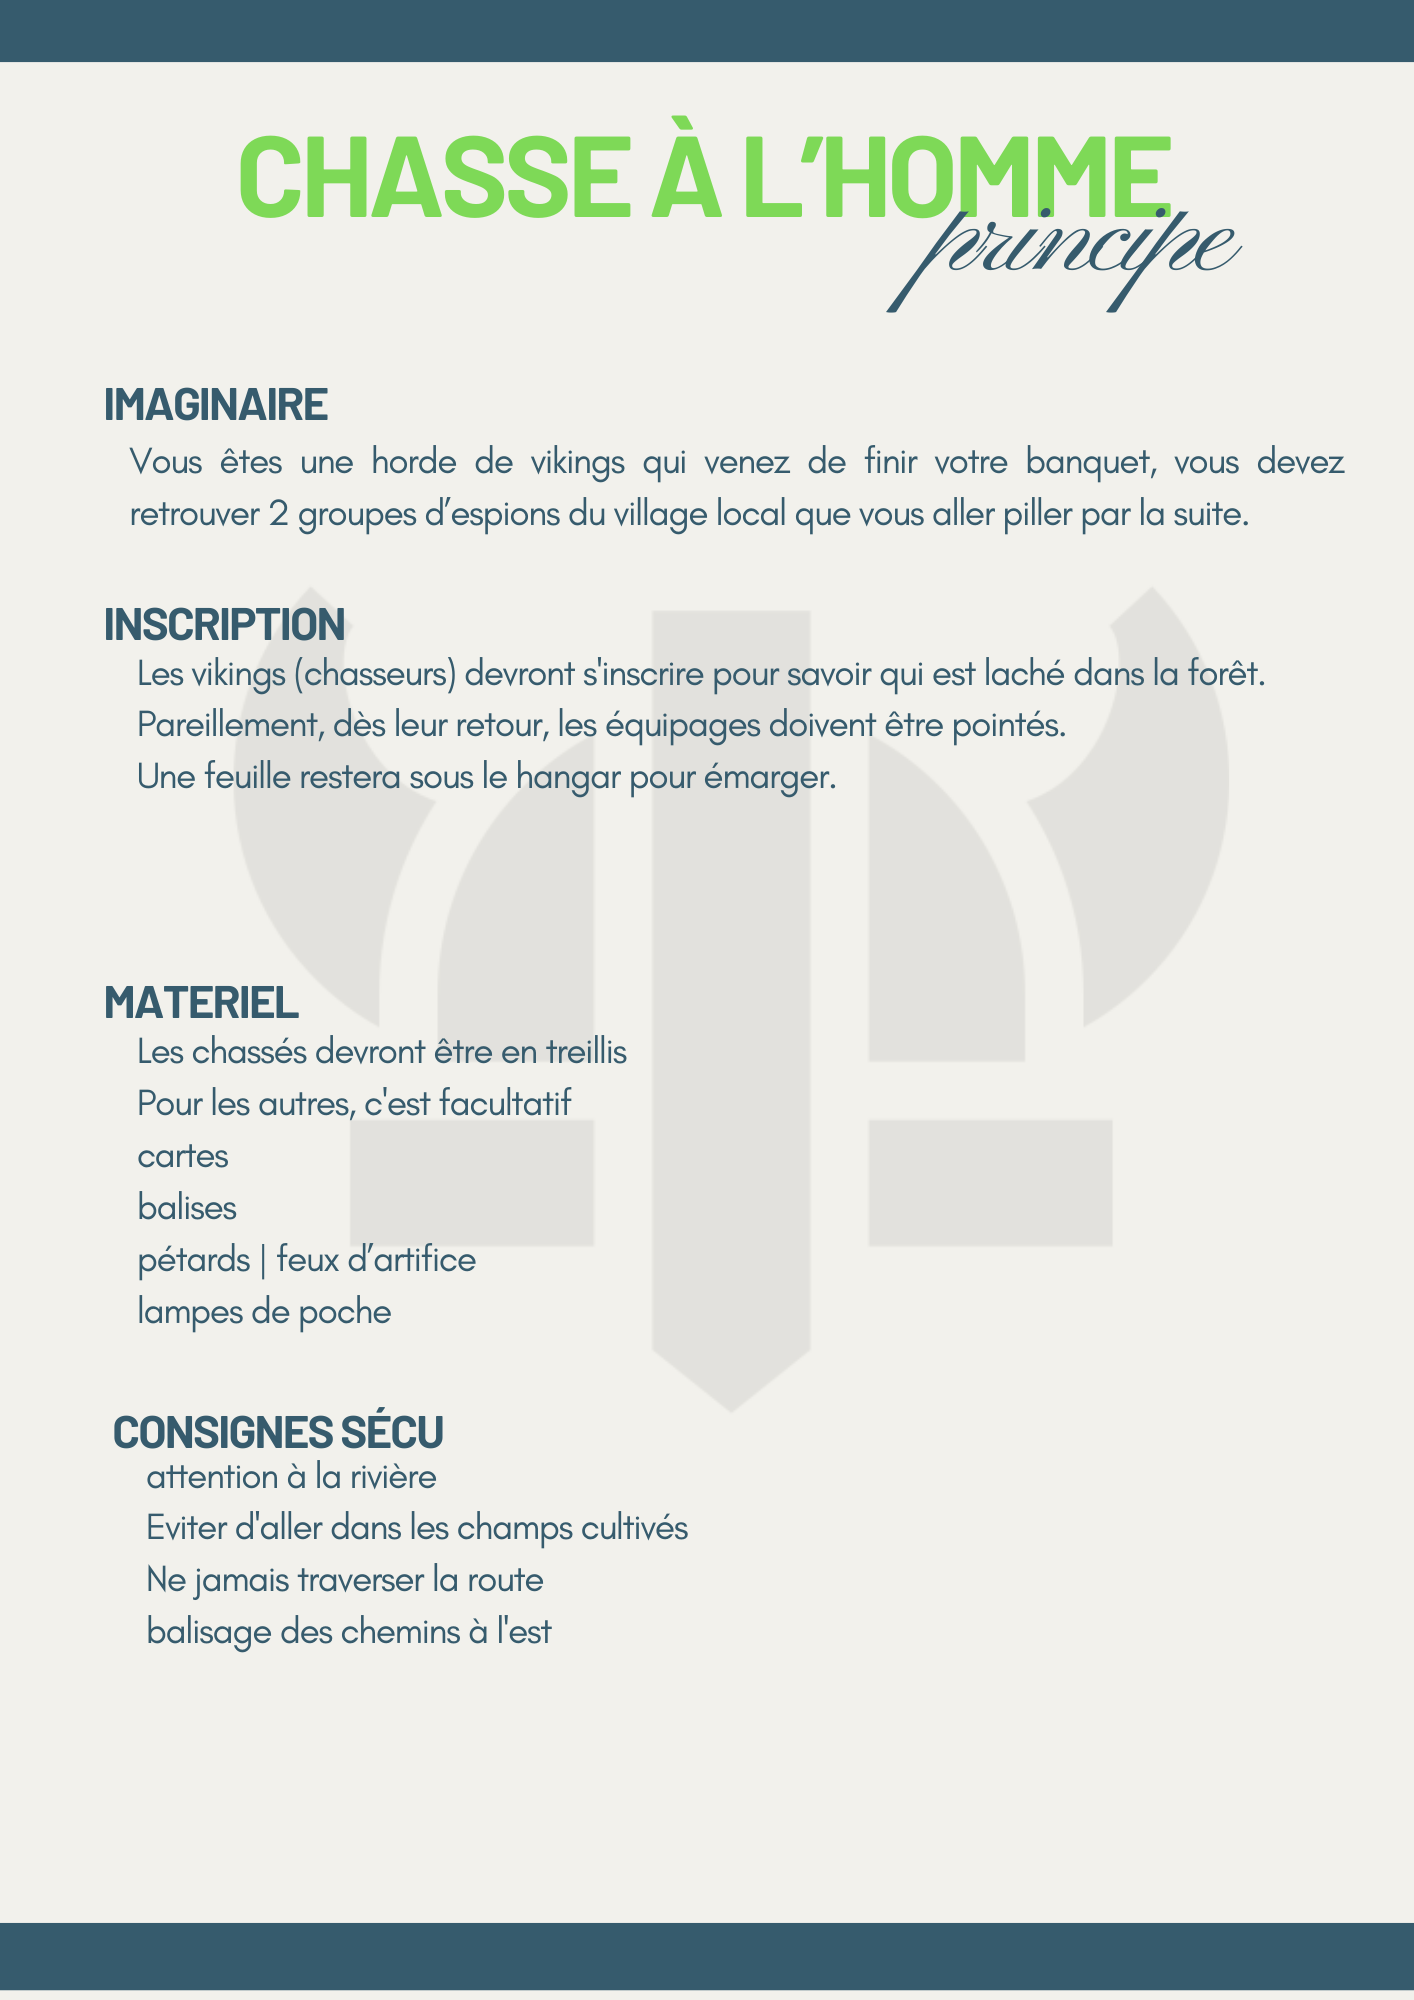 CHASSE À L’HOMME
principe
IMAGINAIRE
Vous êtes une horde de vikings qui venez de finir votre banquet, vous devez
retrouver 2 groupes d’espions du village local que vous aller piller par la suite.
INSCRIPTION
Les vikings (chasseurs) devront s'inscrire pour savoir qui est laché dans la forêt.
Pareillement, dès leur retour, les équipages doivent être pointés.
Une feuille restera sous le hangar pour émarger.
MATERIEL
Les chassés devront être en treillis
Pour les autres, c'est facultatif
cartes
balises
pétards | feux d’artifice
lampes de poche
CONSIGNES SÉCU
attention à la rivière
Eviter d'aller dans les champs cultivés
Ne jamais traverser la route
balisage des chemins à l'est